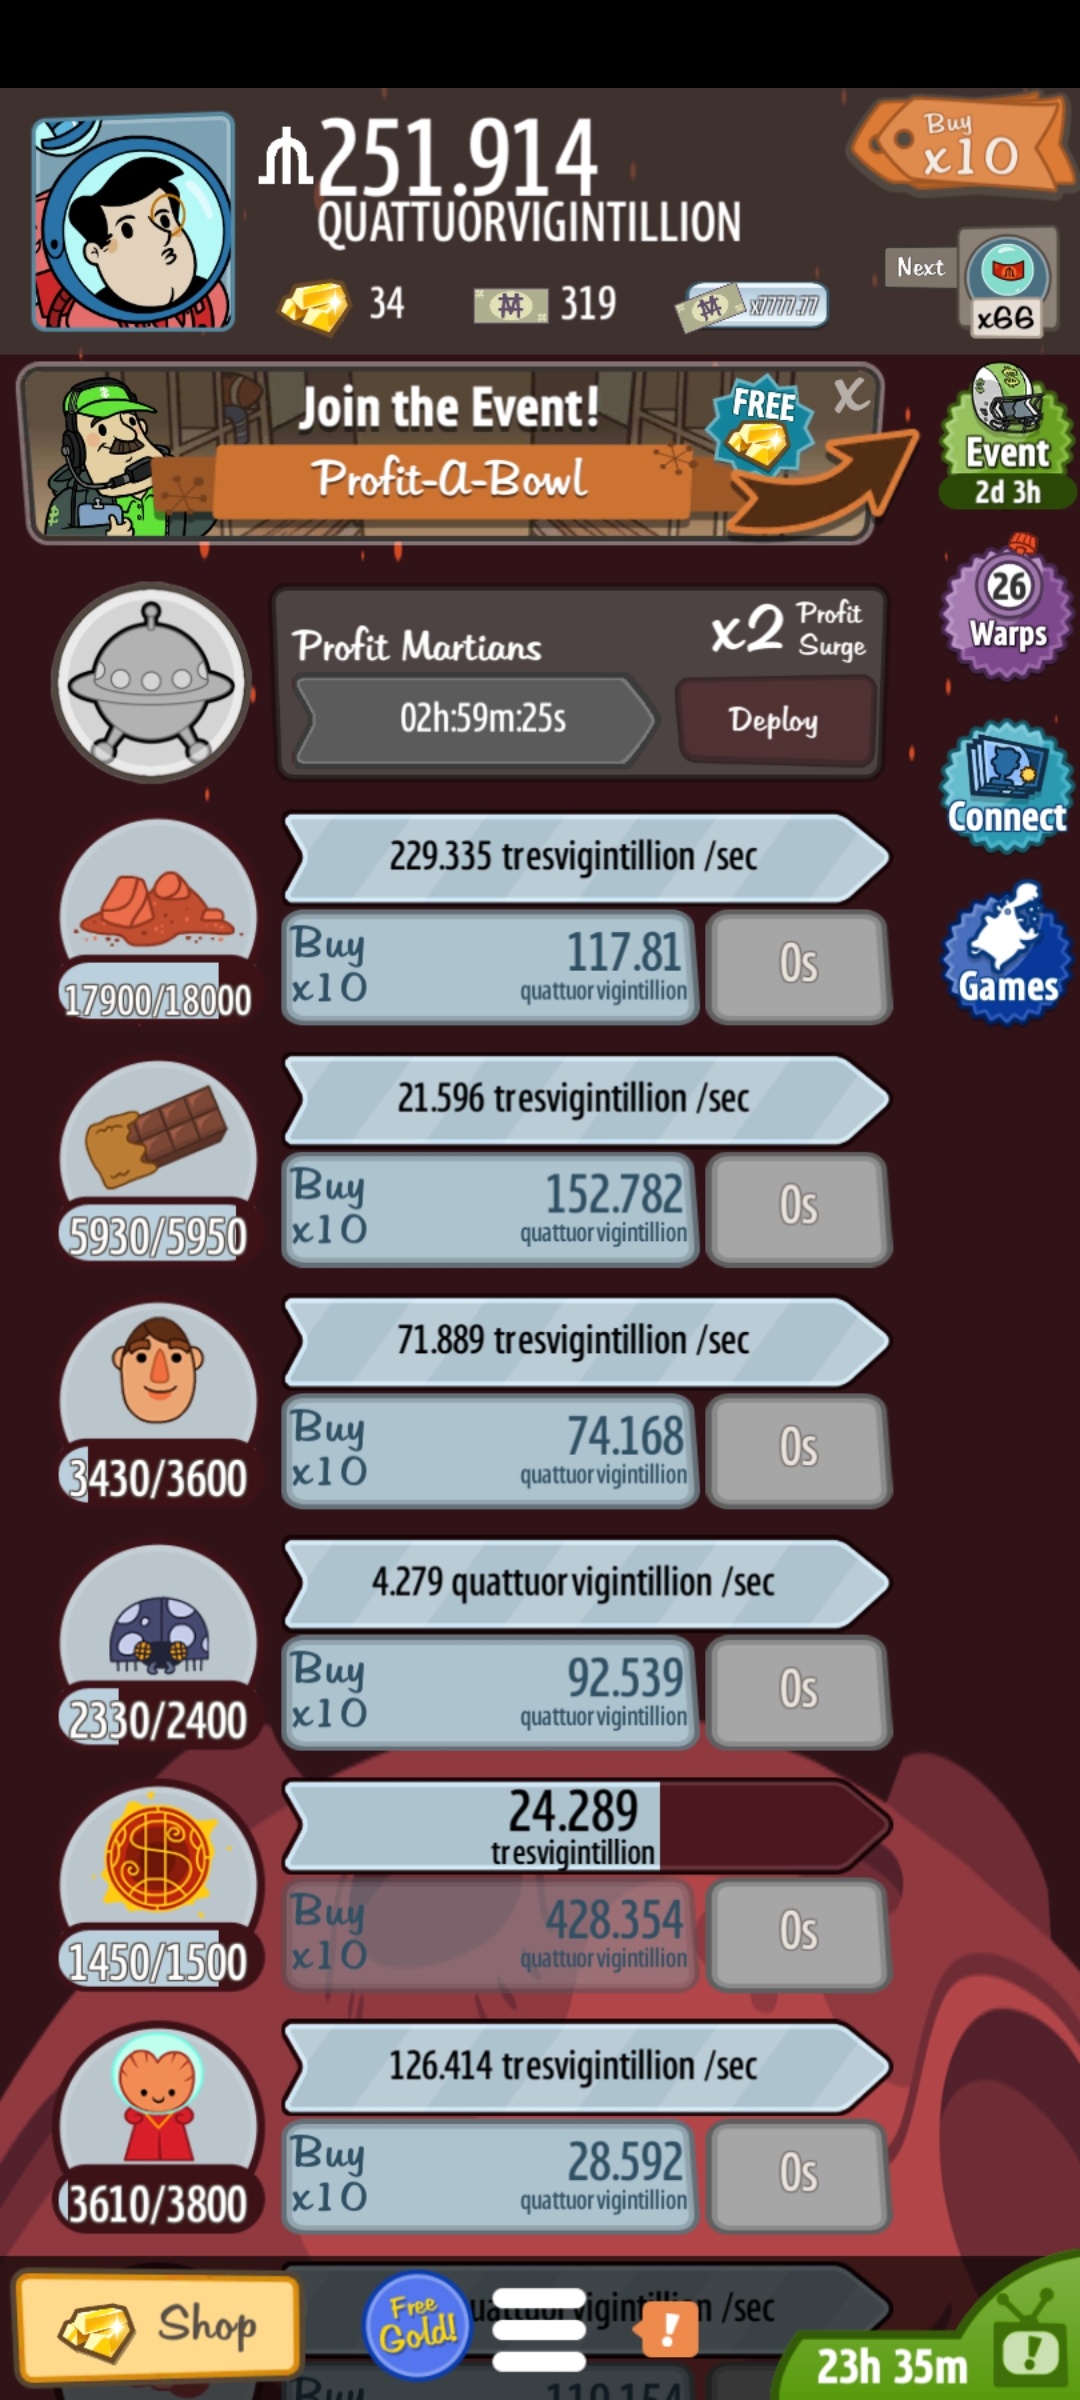 251.914
QUATTUORVIGINTILLION
Buy
x10
34
319
x7777.77
Next
x66
Join the Event!
Profit-A-Bowl
FREE
X
Event
2d 3h
26
Warps
Profit Martians
x2 Profit
Surge
02h:59m:25s
Deploy
Connect
Games
229.335 tresvigintillion /sec
17900/18000
Buy
x10
117.81
quattuorvigintillion
0s
21.596 tresvigintillion /sec
5930/5950
Buy
x10
152.782
quattuorvigintillion
0s
71.889 tresvigintillion /sec
3430/3600
Buy
x10
74.168
quattuorvigintillion
0s
4.279 quattuorvigintillion /sec
2330/2400
Buy
x10
92.539
quattuorvigintillion
0s
24.289
tresvigintillion
1450/1500
Buy
x10
428.354
quattuorvigintillion
0s
126.414 tresvigintillion /sec
3610/3800
Buy
x10
28.592
quattuorvigintillion
0s
Shop
Free
Gold!
/sec
!
23h 35m
!
Buy